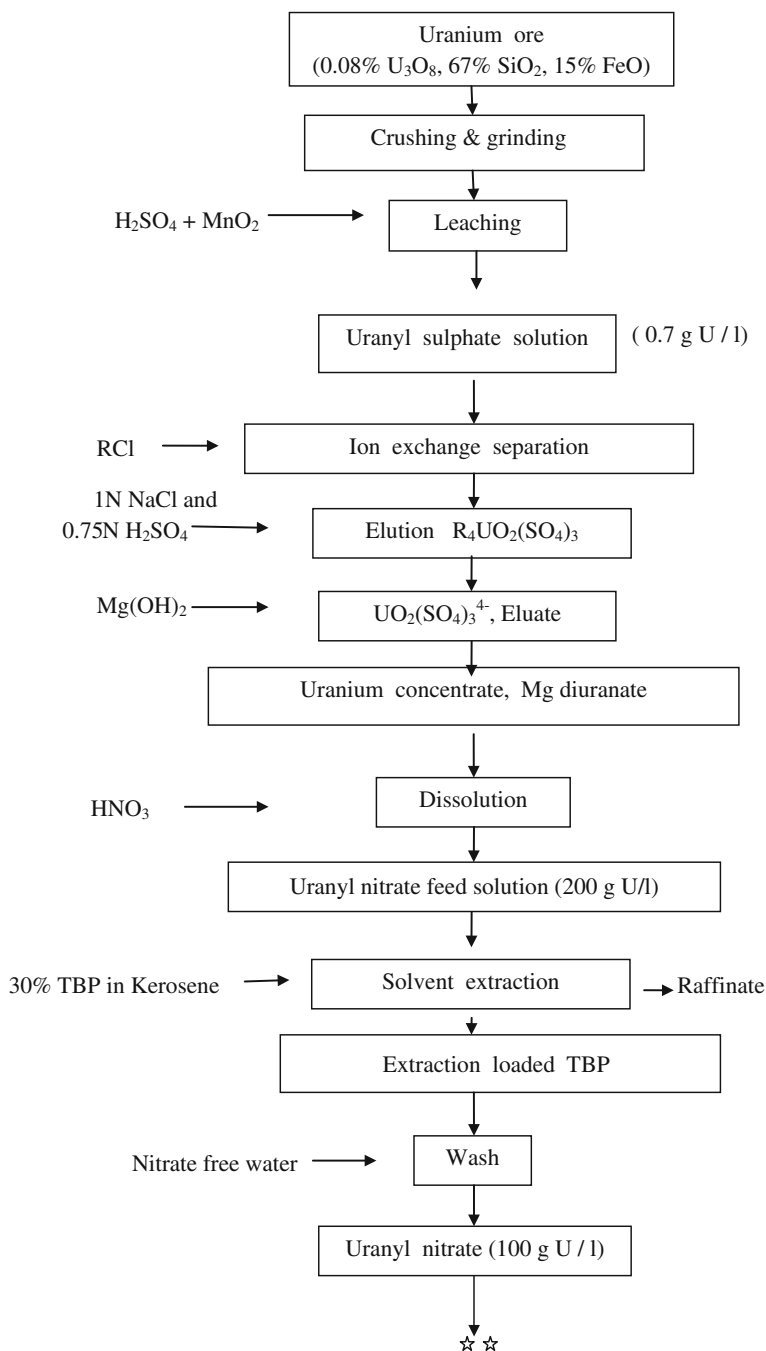 Uranium ore
(0.08% U₃O₈, 67% SiO₂, 15% FeO)
Crushing & grinding
H₂SO₄ + MnO₂
Leaching
Uranyl sulphate solution
( 0.7 g U / l)
RCl
Ion exchange separation
1N NaCl and
0.75N H₂SO₄
Elution R₄UO₂(SO₄)₃
Mg(OH)₂
UO₂(SO₄)₃⁴⁻, Eluate
Uranium concentrate, Mg diuranate
HNO₃
Dissolution
Uranyl nitrate feed solution (200 g U/l)
30% TBP in Kerosene
Solvent extraction
Raffinate
Extraction loaded TBP
Nitrate free water
Wash
Uranyl nitrate (100 g U / l)